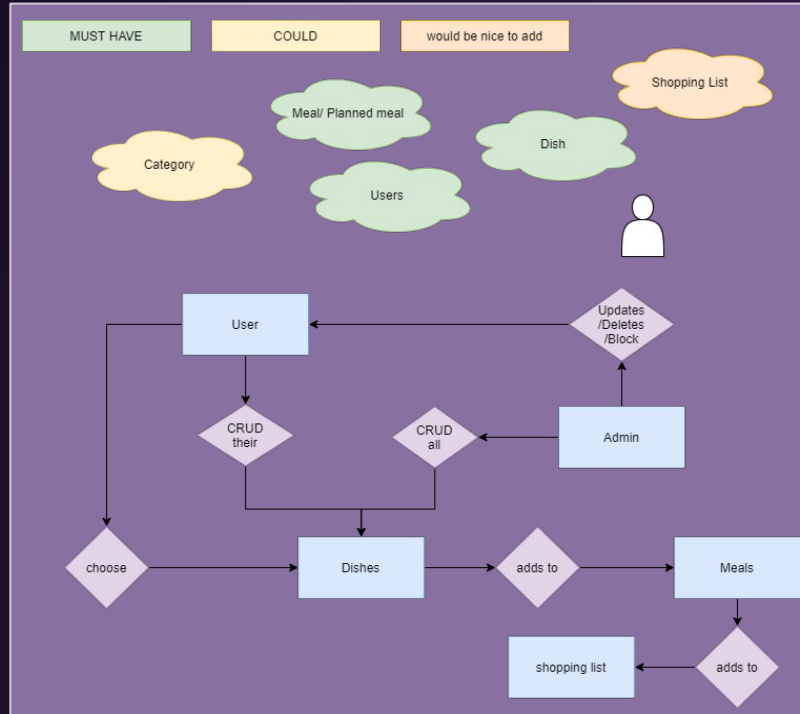 MUST HAVE
COULD
would be nice to add
Shopping List
Meal/ Planned meal
Dish
Category
Users
Updates
/Deletes
/Block
User
CRUD
their
CRUD
all
Admin
choose
Dishes
adds to
Meals
shopping list
adds to